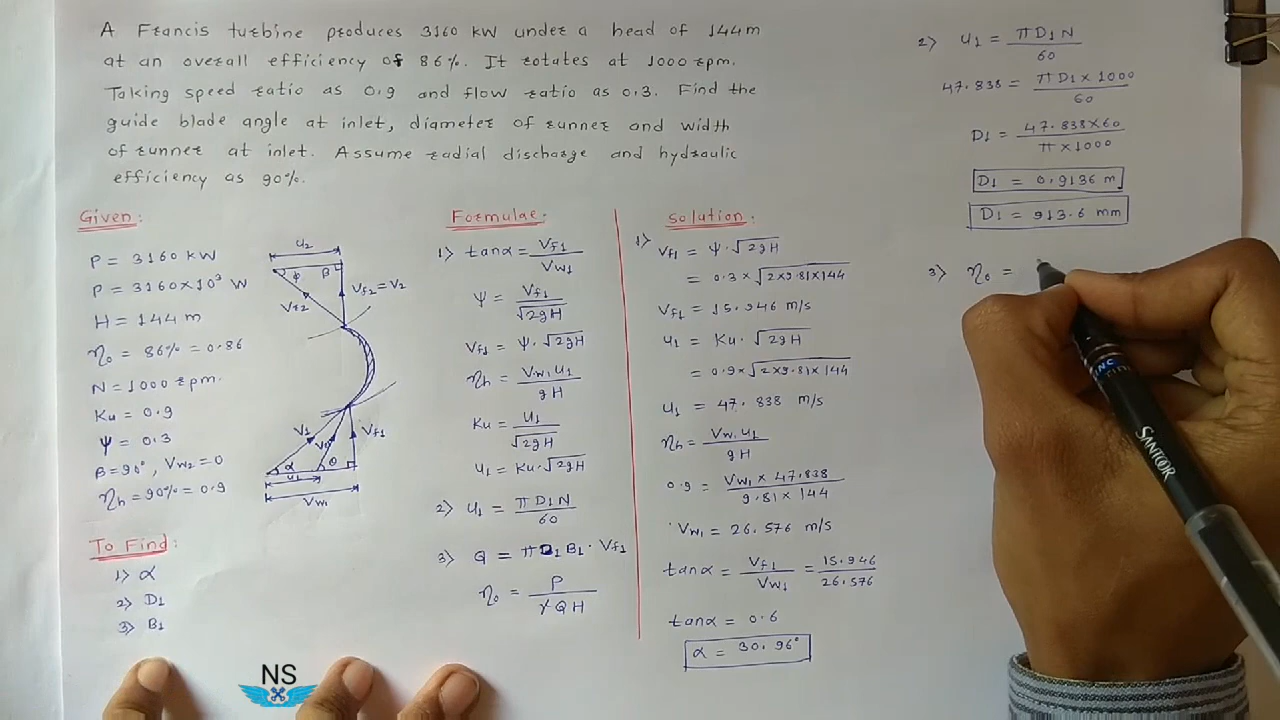 A Francis turbine produces 3160 kW under a head of 144m
at an overall efficiency of 86%. It rotates at 1000 rpm.
Taking speed ratio as 0.9 and flow ratio as 0.3. Find the
guide blade angle at inlet, diameter of runner and width
of runner at inlet. Assume radial discharge and hydraulic
efficiency as 90%.
Given:
P = 3160 kW
P = 3160×10³ W
H = 144 m
η₀ = 86% = 0.86
N = 1000 rpm.
Ku = 0.9
Ψ = 0.3
β = 90°, Vw₂ = 0
ηh = 90% = 0.9
To Find:
1) α
2) D₁
3) B₁
u₂
φ β
Vr₂
Vf₂ = V₂
V₁
Vf₁
α θ
u₁
Vw₁
Formulae:
1) tanα = Vf₁ / Vw₁
Ψ = Vf₁ / √2gH
Vf₁ = Ψ · √2gH
ηh = Vw₁ u₁ / gH
Ku = u₁ / √2gH
u₁ = Ku · √2gH
2) u₁ = π D₁ N / 60
3) Q = π D₁ B₁ · Vf₁
η₀ = P / γ Q H
Solution:
1) Vf₁ = Ψ · √2gH
= 0.3 × √2×9.81×144
Vf₁ = 15.946 m/s
u₁ = Ku · √2gH
= 0.9 × √2×9.81×144
u₁ = 47.838 m/s
ηh = Vw₁ u₁ / gH
0.9 = Vw₁ × 47.838 / 9.81 × 144
Vw₁ = 26.576 m/s
tanα = Vf₁ / Vw₁ = 15.946 / 26.576
tanα = 0.6
α = 30.96°
2) u₁ = π D₁ N / 60
47.838 = π D₁ × 1000 / 60
D₁ = 47.838×60 / π × 1000
D₁ = 0.9136 m
D₁ = 913.6 mm
3) η₀ =
SANTOOR
NS